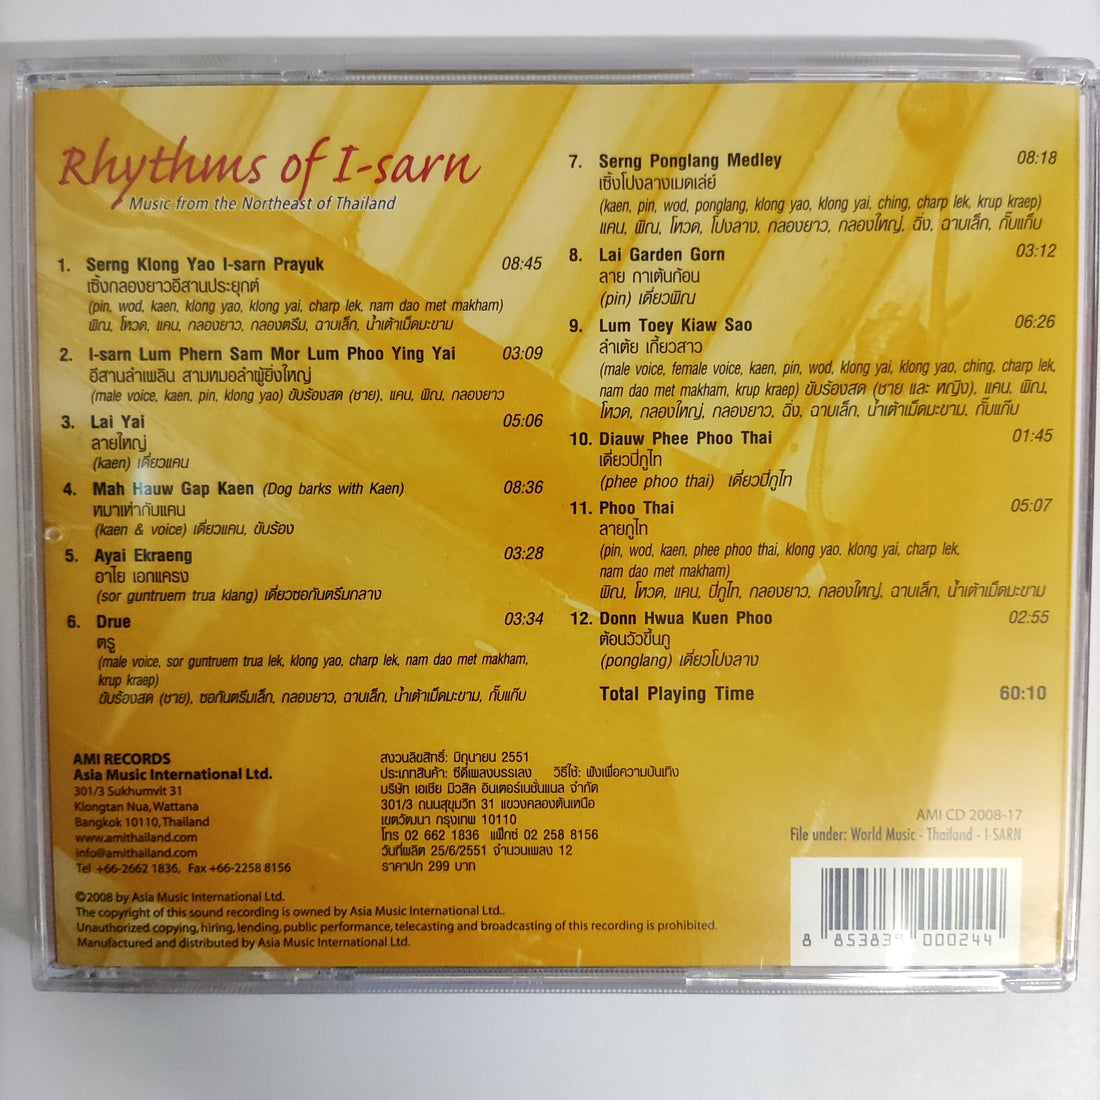 Rhythms of I-sarn
Music from the Northeast of Thailand
1. Serng Klong Yao I-sarn Prayuk 08:45
เซิ้งกลองยาวอีสานประยุกต์
(pin, wod, kaen, klong yao, klong yai, charp lek, nam dao met makham)
พิณ, โหวด, แคน, กลองยาว, กลองตรึม, ฉาบเล็ก, น้ำเต้าเม็ดมะขาม
2. I-sarn Lum Phern Sam Mor Lum Phoo Ying Yai 03:09
อีสานลำเพลิน สามหมอลำผู้ยิ่งใหญ่
(male voice, kaen, pin, klong yao) ขับร้องสด (ชาย), แคน, พิณ, กลองยาว
3. Lai Yai 05:06
ลายใหญ่
(kaen) เดี่ยวแคน
4. Mah Hauw Gap Kaen (Dog barks with Kaen) 08:36
หมาเห่ากับแคน
(kaen & voice) เดี่ยวแคน, ขับร้อง
5. Ayai Ekraeng 03:28
อาไย เอกแครง
(sor guntruem trua klang) เดี่ยวซอกันตรึมกลาง
6. Drue 03:34
ตรู
(male voice, sor guntruem trua lek, klong yao, charp lek, nam dao met makham,
krup kraep)
ขับร้องสด (ชาย), ซอกันตรึมเล็ก, กลองยาว, ฉาบเล็ก, น้ำเต้าเม็ดมะขาม, กั๊บแก๊บ
7. Serng Ponglang Medley 08:18
เซิ้งโปงลางเมดเล่ย์
(kaen, pin, wod, ponglang, klong yao, klong yai, ching, charp lek, krup kraep)
แคน, พิณ, โหวด, โปงลาง, กลองยาว, กลองใหญ่, ฉิ่ง, ฉาบเล็ก, กั๊บแก๊บ
8. Lai Garden Gorn 03:12
ลาย กาเต้นก้อน
(pin) เดี่ยวพิณ
9. Lum Toey Kiaw Sao 06:26
ลำเต้ย เกี้ยวสาว
(male voice, female voice, kaen, pin, wod, klong yai, klong yao, ching, charp lek,
nam dao met makham, krup kraep) ขับร้องสด (ชาย และ หญิง), แคน, พิณ,
โหวด, กลองใหญ่, กลองยาว, ฉิ่ง, ฉาบเล็ก, น้ำเต้าเม็ดมะขาม, กั๊บแก๊บ
10. Diauw Phee Phoo Thai 01:45
เดี่ยวปี่ภูไท
(phee phoo thai) เดี่ยวปี่ภูไท
11. Phoo Thai 05:07
ลายภูไท
(pin, wod, kaen, phee phoo thai, klong yao, klong yai, charp lek,
nam dao met makham)
พิณ, โหวด, แคน, ปี่ภูไท, กลองยาว, กลองใหญ่, ฉาบเล็ก, น้ำเต้าเม็ดมะขาม
12. Donn Hwua Kuen Phoo 02:55
ต้อนวัวขึ้นภู
(ponglang) เดี่ยวโปงลาง
Total Playing Time 60:10
AMI RECORDS
Asia Music International Ltd.
301/3 Sukhumvit 31
Klongtan Nua, Wattana
Bangkok 10110, Thailand
www.amithailand.com
info@amithailand.com
Tel +66-2662 1836, Fax +66-2258 8156
สงวนลิขสิทธิ์: มิถุนายน 2551
ประเภทสินค้า: ซีดีเพลงบรรเลง วิธีใช้: ฟังเพื่อความบันเทิง
บริษัท เอเชีย มิวสิค อินเตอร์เนชั่นแนล จำกัด
301/3 ถนนสุขุมวิท 31 แขวงคลองตันเหนือ
เขตวัฒนา กรุงเทพ 10110
โทร 02 662 1836 แฟ็กซ์ 02 258 8156
วันที่ผลิต 25/6/2551 จำนวนเพลง 12
ราคาปก 299 บาท
©2008 by Asia Music International Ltd.
The copyright of this sound recording is owned by Asia Music International Ltd..
Unauthorized copying, hiring, lending, public performance, telecasting and broadcasting of this recording is prohibited.
Manufactured and distributed by Asia Music International Ltd.
AMI CD 2008-17
File under: World Music - Thailand - I-SARN
8 853839 000244